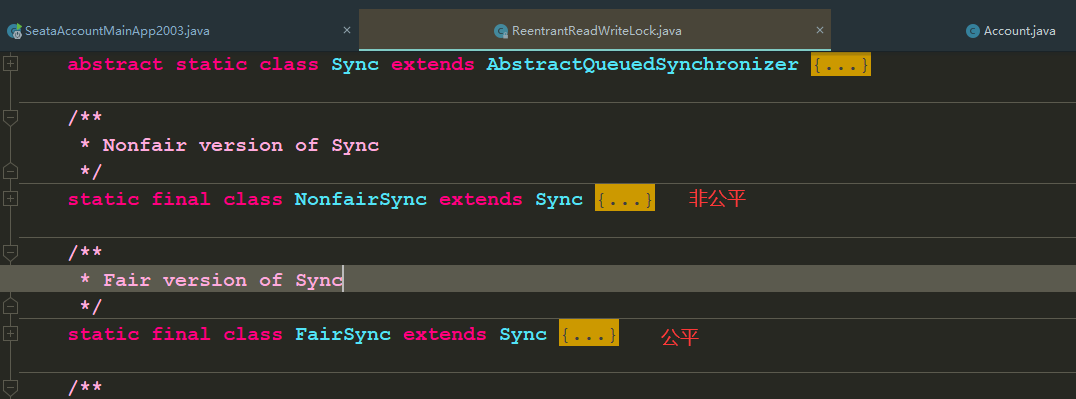 SeataAccountMainApp2003.java × ReentrantReadWriteLock.java × Account.java
abstract static class Sync extends AbstractQueuedSynchronizer {...}
/**
* Nonfair version of Sync
*/
static final class NonfairSync extends Sync {...} 非公平
/**
* Fair version of Sync
*/
static final class FairSync extends Sync {...} 公平
/**